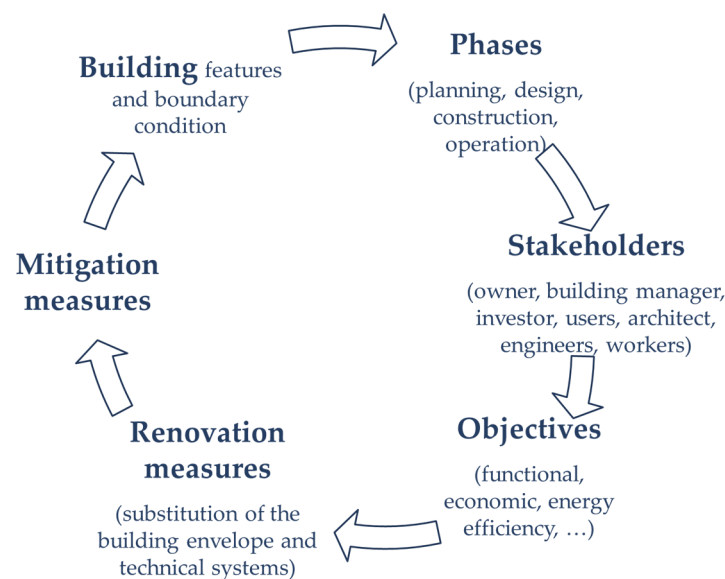 Building features
and boundary
condition
Phases
(planning, design,
construction,
operation)
Stakeholders
(owner, building manager,
investor, users, architect,
engineers, workers)
Objectives
(functional,
economic, energy
efficiency, …)
Renovation
measures
(substitution of the
building envelope and
technical systems)
Mitigation
measures